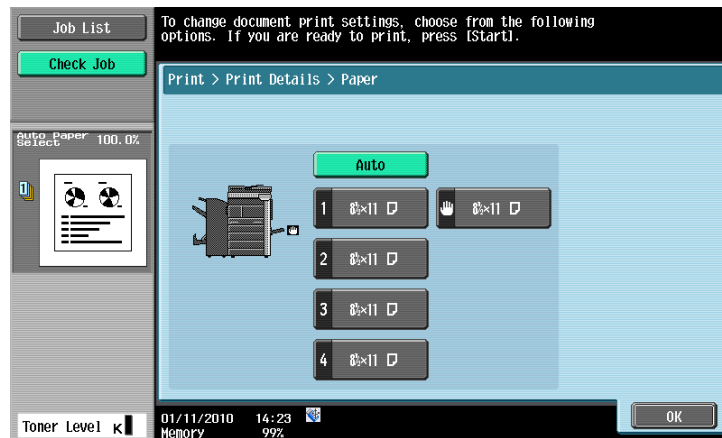 Job List
Check Job
To change document print settings, choose from the following
options. If you are ready to print, press [Start].
Print > Print Details > Paper
Auto Paper
Select 100.0%
Auto
1 8½×11
8½×11
2 8½×11
3 8½×11
4 8½×11
Toner Level K
01/11/2010 14:23
Memory 99%
OK